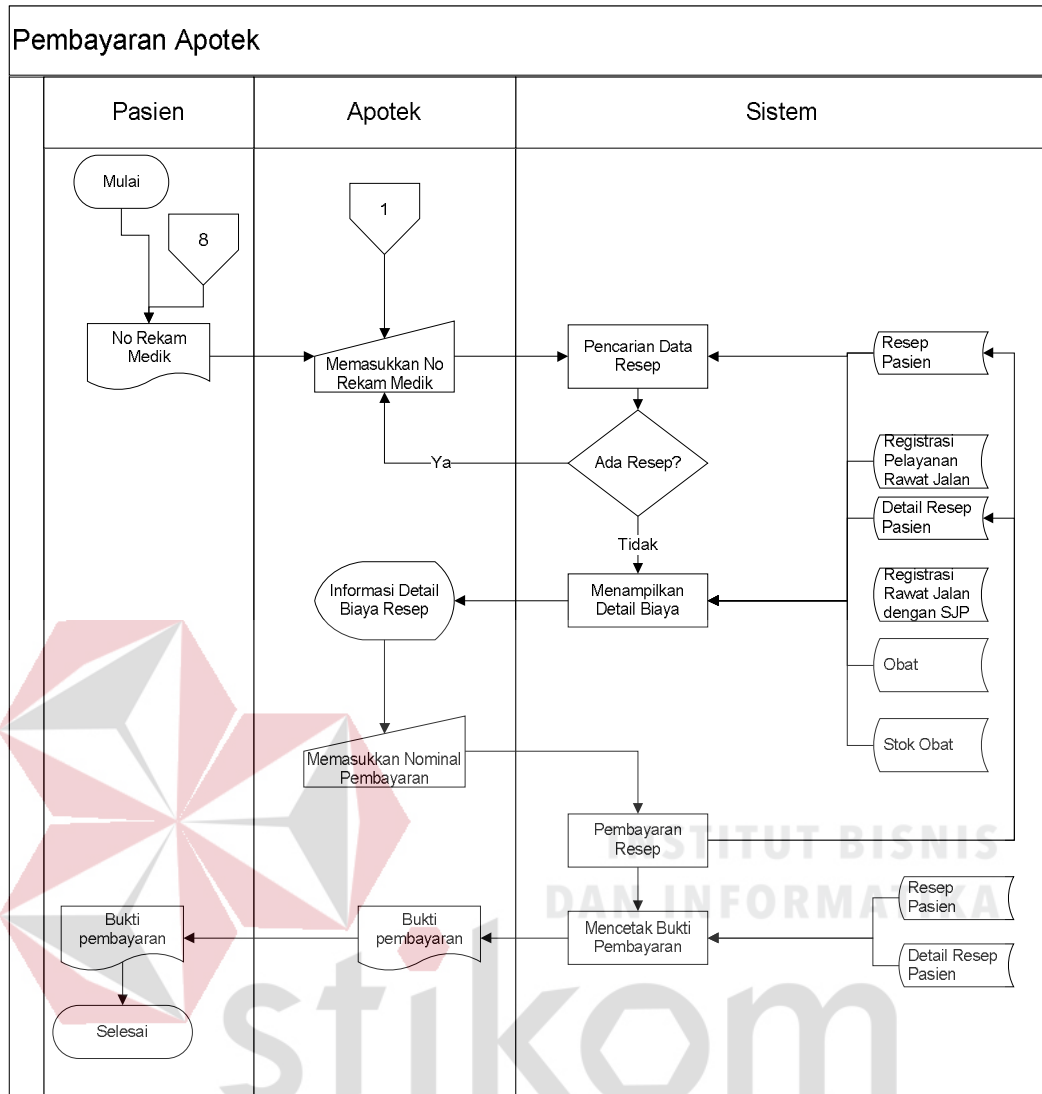 Pembayaran Apotek
Pasien
Apotek
Sistem
Mulai
8
1
No Rekam
Medik
Memasukkan No
Rekam Medik
Pencarian Data
Resep
Resep
Pasien
Ya
Ada Resep?
Registrasi
Pelayanan
Rawat Jalan
Detail Resep
Pasien
Tidak
Informasi Detail
Biaya Resep
Menampilkan
Detail Biaya
Registrasi
Rawat Jalan
dengan SJP
Obat
Stok Obat
Memasukkan Nominal
Pembayaran
Pembayaran
Resep
INSTITUT BISNIS
DAN INFORMATIKA
Resep
Pasien
Bukti
pembayaran
Bukti
pembayaran
Mencetak Bukti
Pembayaran
Detail Resep
Pasien
Selesai
stikom